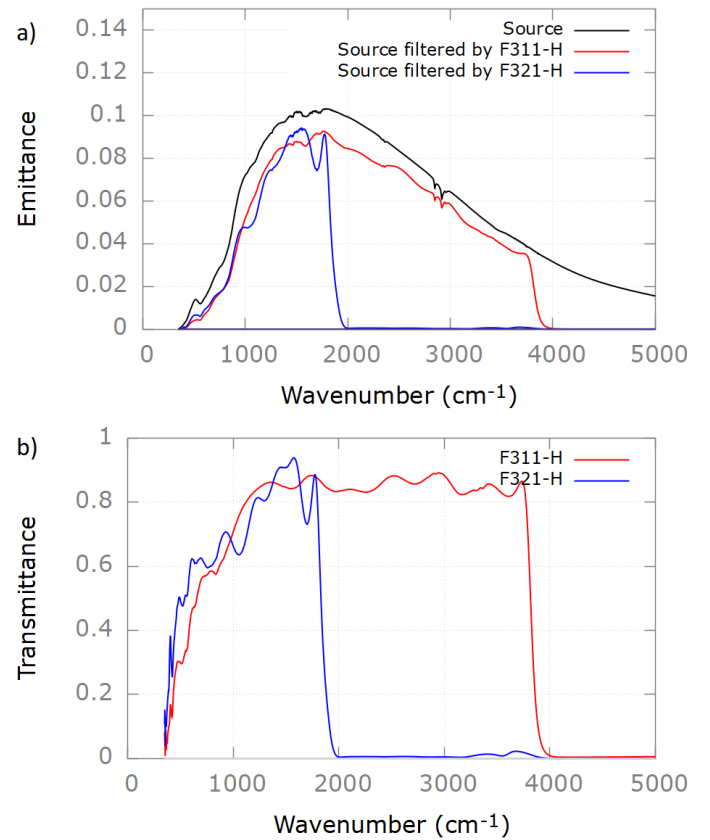 a)
0.14
0.12
0.1
0.08
0.06
0.04
0.02
0
Emittance
Source
Source filtered by F311-H
Source filtered by F321-H
0 1000 2000 3000 4000 5000
Wavenumber (cm⁻¹)
b)
1
0.8
0.6
0.4
0.2
0
Transmittance
F311-H
F321-H
0 1000 2000 3000 4000 5000
Wavenumber (cm⁻¹)